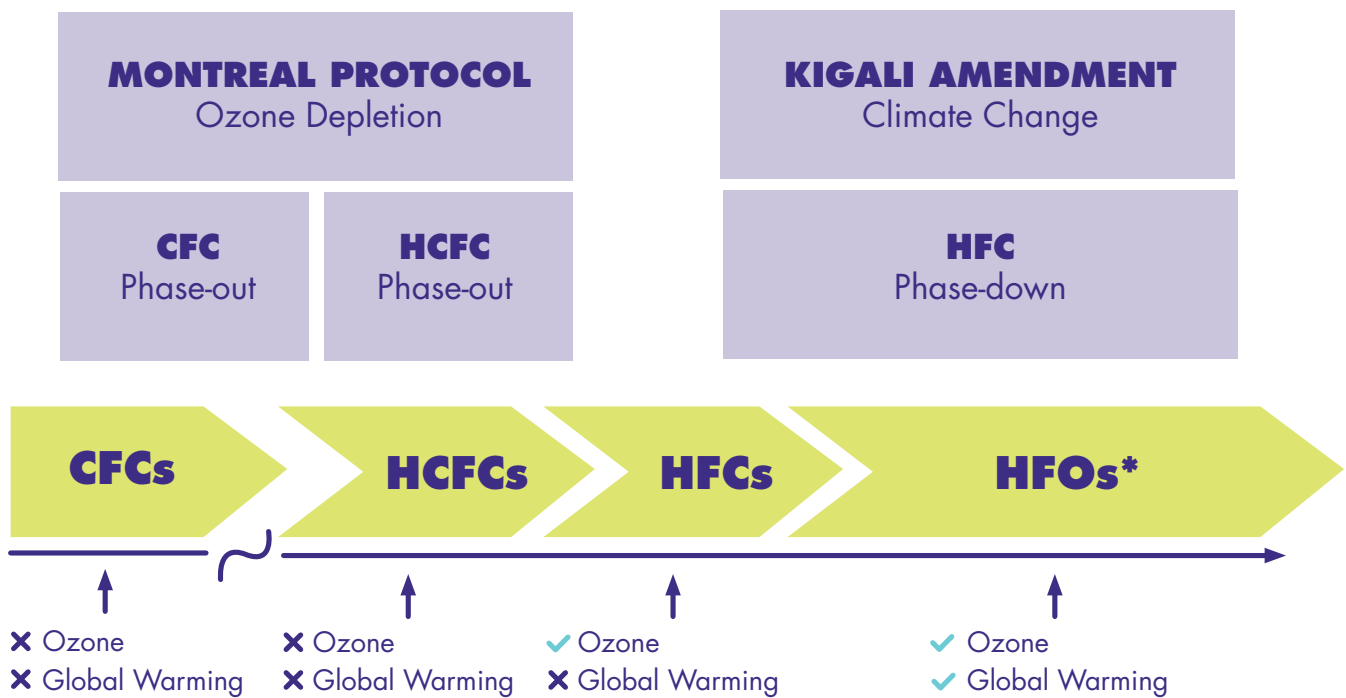 MONTREAL PROTOCOL
Ozone Depletion
KIGALI AMENDMENT
Climate Change
CFC
Phase-out
HCFC
Phase-out
HFC
Phase-down
CFCs
HCFCs
HFCs
HFOs*
Ozone
Global Warming
Ozone
Global Warming
Ozone
Global Warming
Ozone
Global Warming